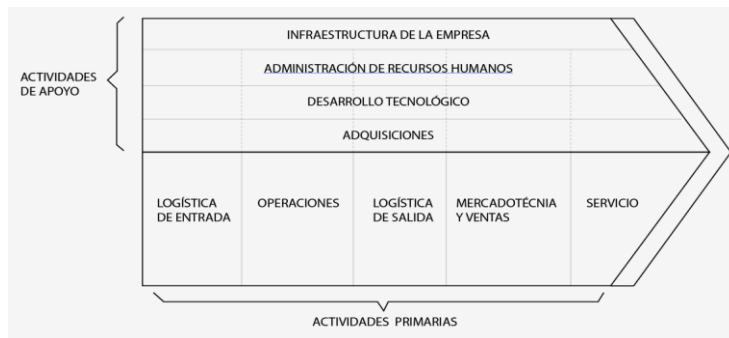 INFRAESTRUCTURA DE LA EMPRESA
ACTIVIDADES
DE APOYO
ADMINISTRACIÓN DE RECURSOS HUMANOS
DESARROLLO TECNOLÓGICO
ADQUISICIONES
LOGÍSTICA
DE ENTRADA
OPERACIONES
LOGÍSTICA
DE SALIDA
MERCADOTÉCNIA
Y VENTAS
SERVICIO
ACTIVIDADES PRIMARIAS